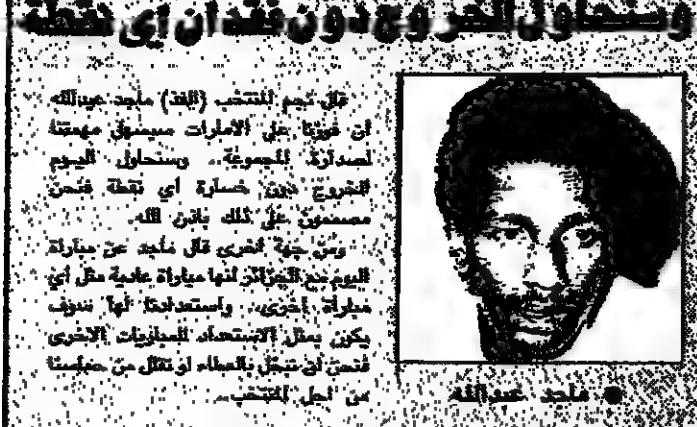 وسنحاول الخروج دون فقدان اي نقطة
قال نجم المنتخب (الفذ) ماجد عبدالله
أن فوزنا على الامارات سيسهل مهمتنا
لصدارة المجموعة.. وسنحاول اليوم
الخروج دون خسارة أي نقطة فنحن
مصممون على ذلك باذن الله.
ومن جهة أخرى قال ماجد عن مباراة
اليوم مع الجزائر انها مباراة عادية مثل أي
مباراة أخرى.. واستعدادنا لها سوف
يكون بمثل الاستعداد للمباريات الاخرى
فنحن لن نبخل بالعطاء او نقلل من حماسنا
من اجل المنتخب..
● ماجد عبدالله